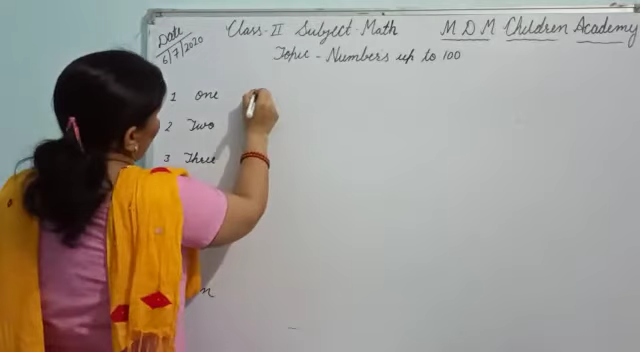 Date
6/7/2020
Class-II Subject-Math
M D M Children Academy
Topic - Numbers up to 100
1 One
2 Two
3 Three